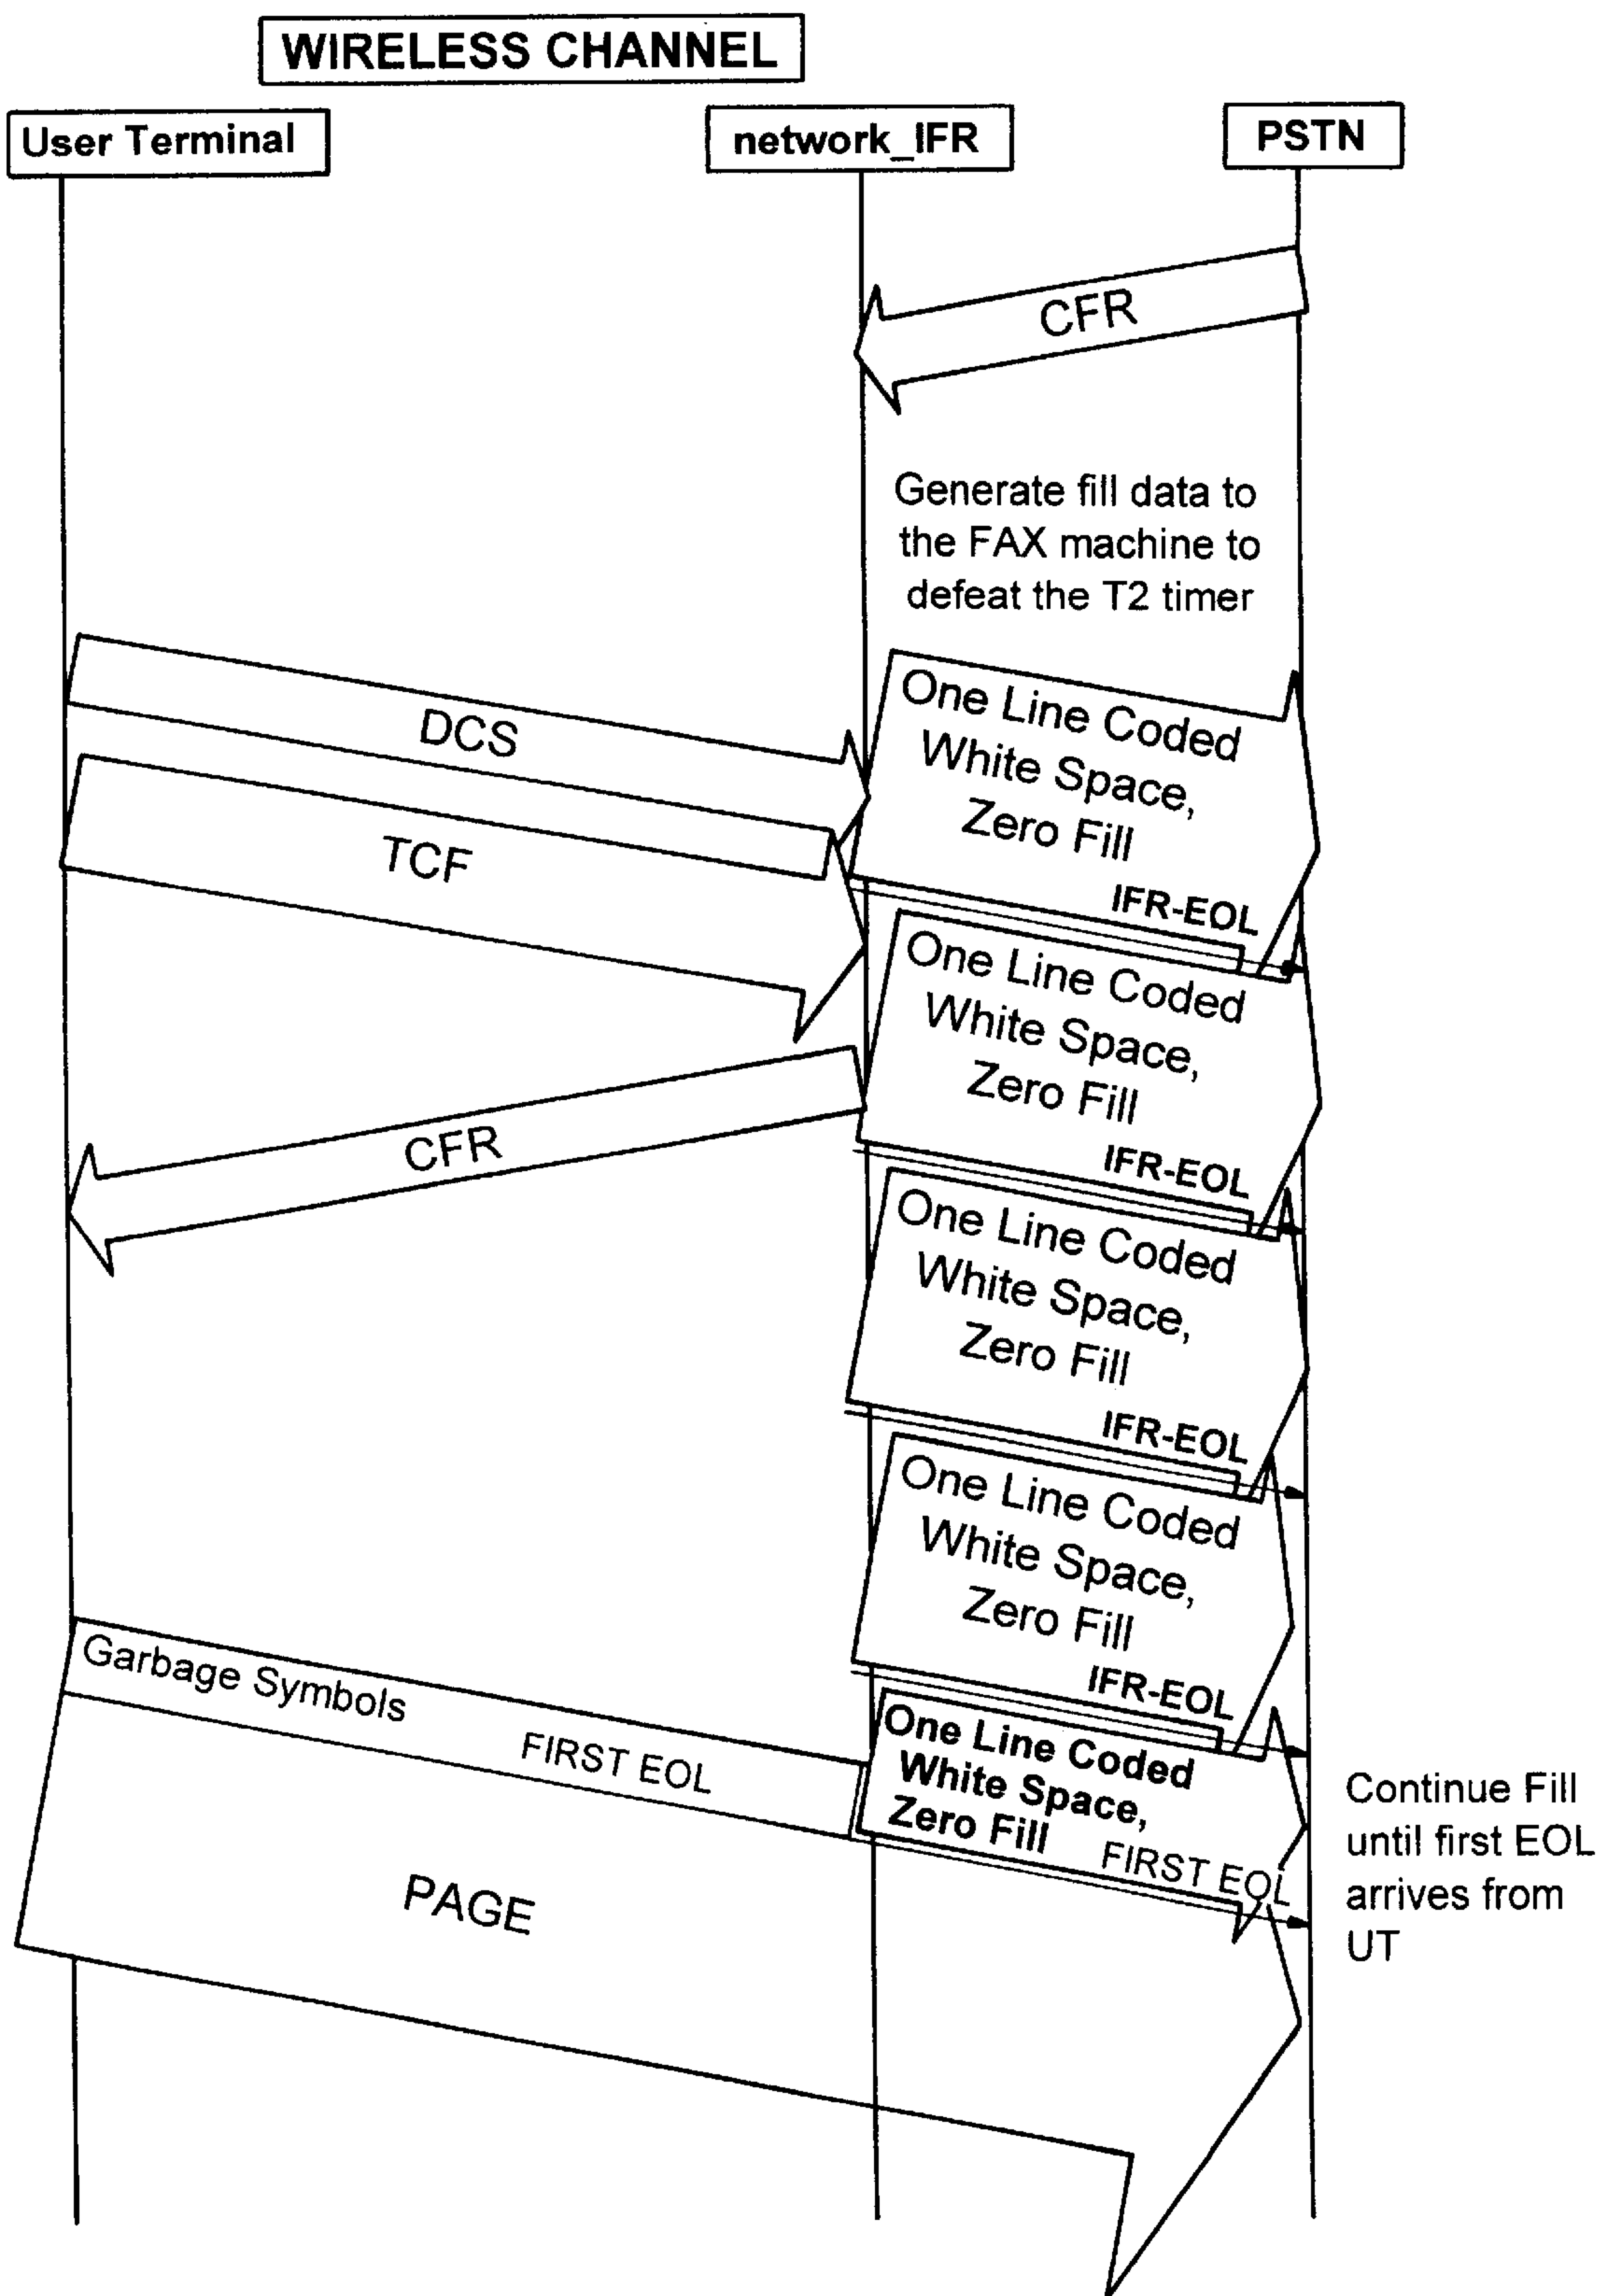 WIRELESS CHANNEL
User Terminal
network_IFR
PSTN
CFR
Generate fill data to
the FAX machine to
defeat the T2 timer
DCS
One Line Coded
White Space,
Zero Fill
TCF
IFR-EOL
One Line Coded
White Space,
Zero Fill
CFR
IFR-EOL
One Line Coded
White Space,
Zero Fill
IFR-EOL
One Line Coded
White Space,
Zero Fill
IFR-EOL
Garbage Symbols
FIRST EOL
One Line Coded
White Space,
Zero Fill
FIRST EOL
Continue Fill
until first EOL
arrives from
UT
PAGE